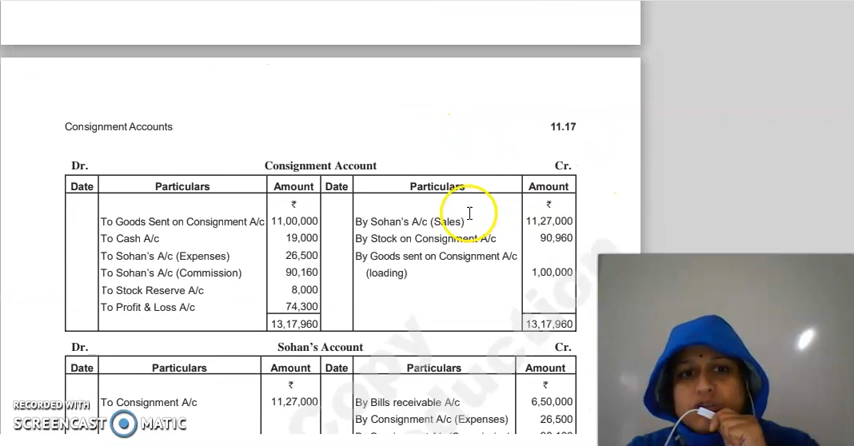 Consignment Accounts 11.17
Dr. Consignment Account Cr.
Date Particulars Amount Date Particulars Amount
₹ ₹
To Goods Sent on Consignment A/c 11,00,000 By Sohan's A/c (Sales) 11,27,000
To Cash A/c 19,000 By Stock on Consignment A/c 90,960
To Sohan's A/c (Expenses) 26,500 By Goods sent on Consignment A/c
To Sohan's A/c (Commission) 90,160 (loading) 1,00,000
To Stock Reserve A/c 8,000
To Profit & Loss A/c 74,300
13,17,960 13,17,960
Dr. Sohan's Account Cr.
Date Particulars Amount Date Particulars Amount
₹ ₹
To Consignment A/c 11,27,000 By Bills receivable A/c 6,50,000
By Consignment A/c (Expenses) 26,500
RECORDED WITH
SCREENCAST MATIC
Copy